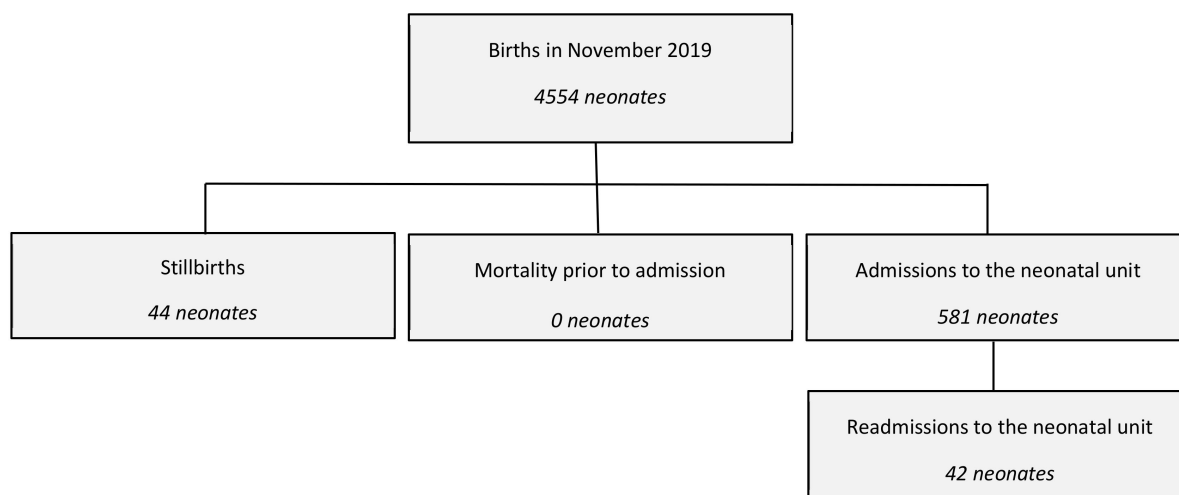 Births in November 2019
4554 neonates
Stillbirths
44 neonates
Mortality prior to admission
0 neonates
Admissions to the neonatal unit
581 neonates
Readmissions to the neonatal unit
42 neonates